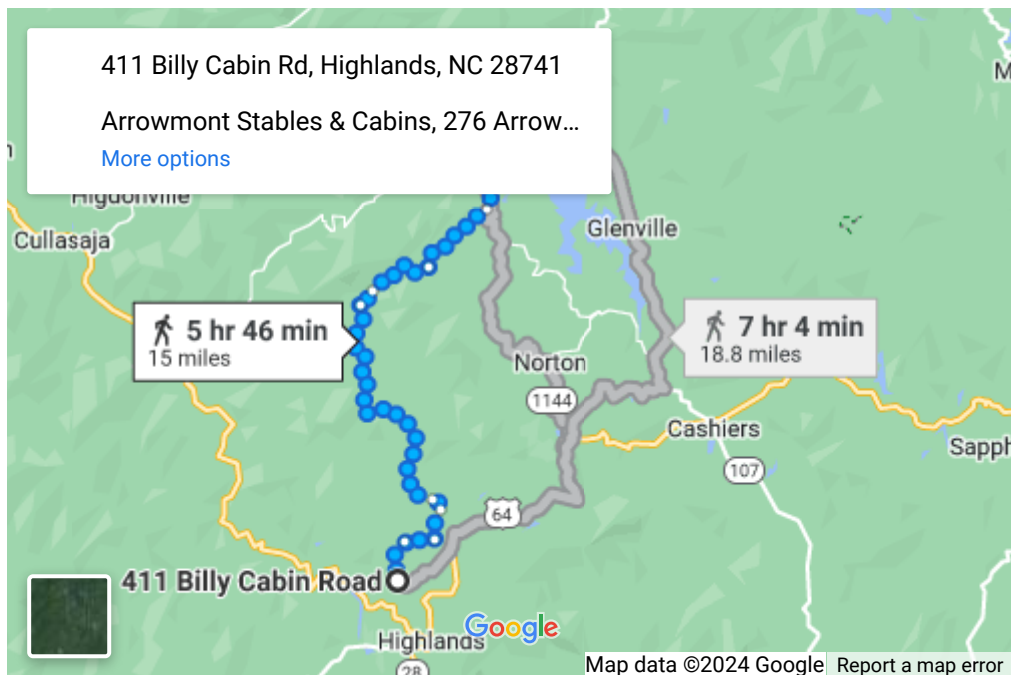 411 Billy Cabin Rd, Highlands, NC 28741
Arrowmont Stables & Cabins, 276 Arrow...
More options
Higdonville
Cullasaja
Glenville
5 hr 46 min
15 miles
7 hr 4 min
18.8 miles
Norton
1144
Cashiers
Sapph
107
64
411 Billy Cabin Road
Google
Highlands
28
Map data ©2024 Google
Report a map error